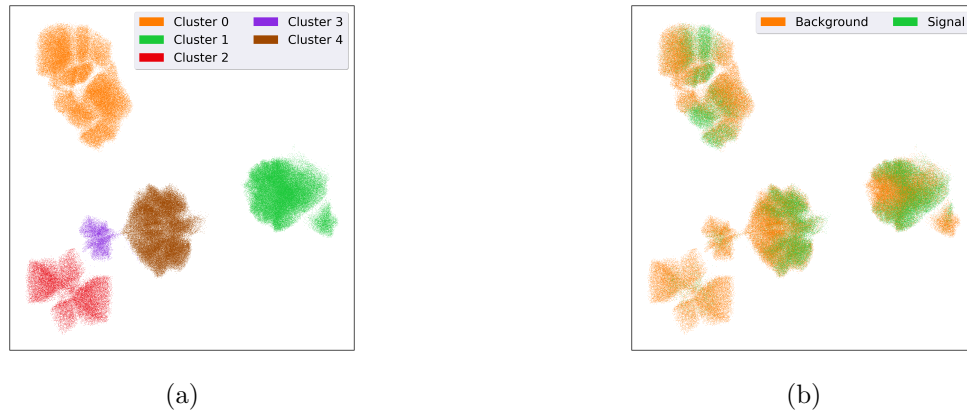 Cluster 0
Cluster 1
Cluster 2
Cluster 3
Cluster 4
Background
Signal
(a)
(b)